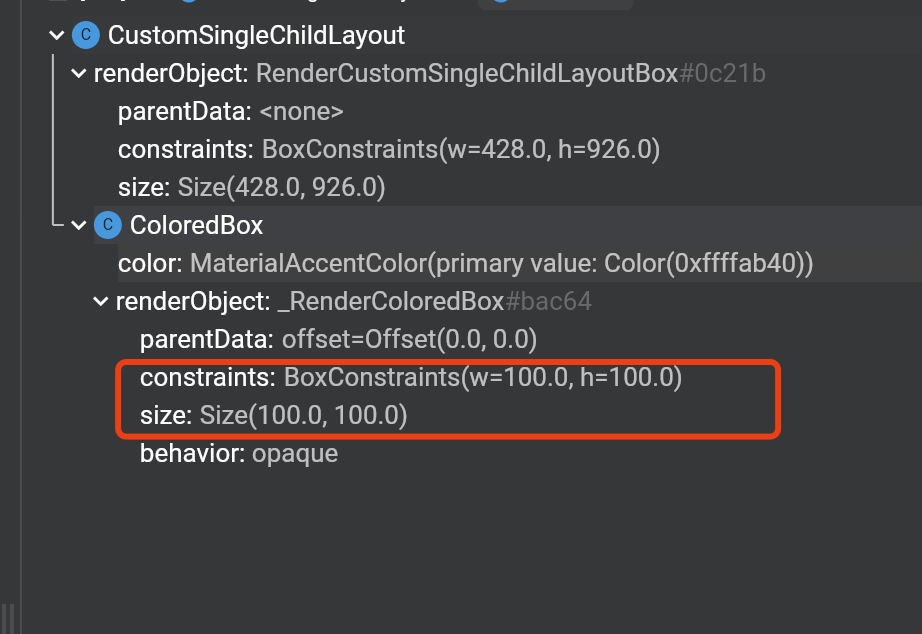 C CustomSingleChildLayout
renderObject: RenderCustomSingleChildLayoutBox#0c21b
parentData: <none>
constraints: BoxConstraints(w=428.0, h=926.0)
size: Size(428.0, 926.0)
C ColoredBox
color: MaterialAccentColor(primary value: Color(0xffffab40))
renderObject: _RenderColoredBox#bac64
parentData: offset=Offset(0.0, 0.0)
constraints: BoxConstraints(w=100.0, h=100.0)
size: Size(100.0, 100.0)
behavior: opaque